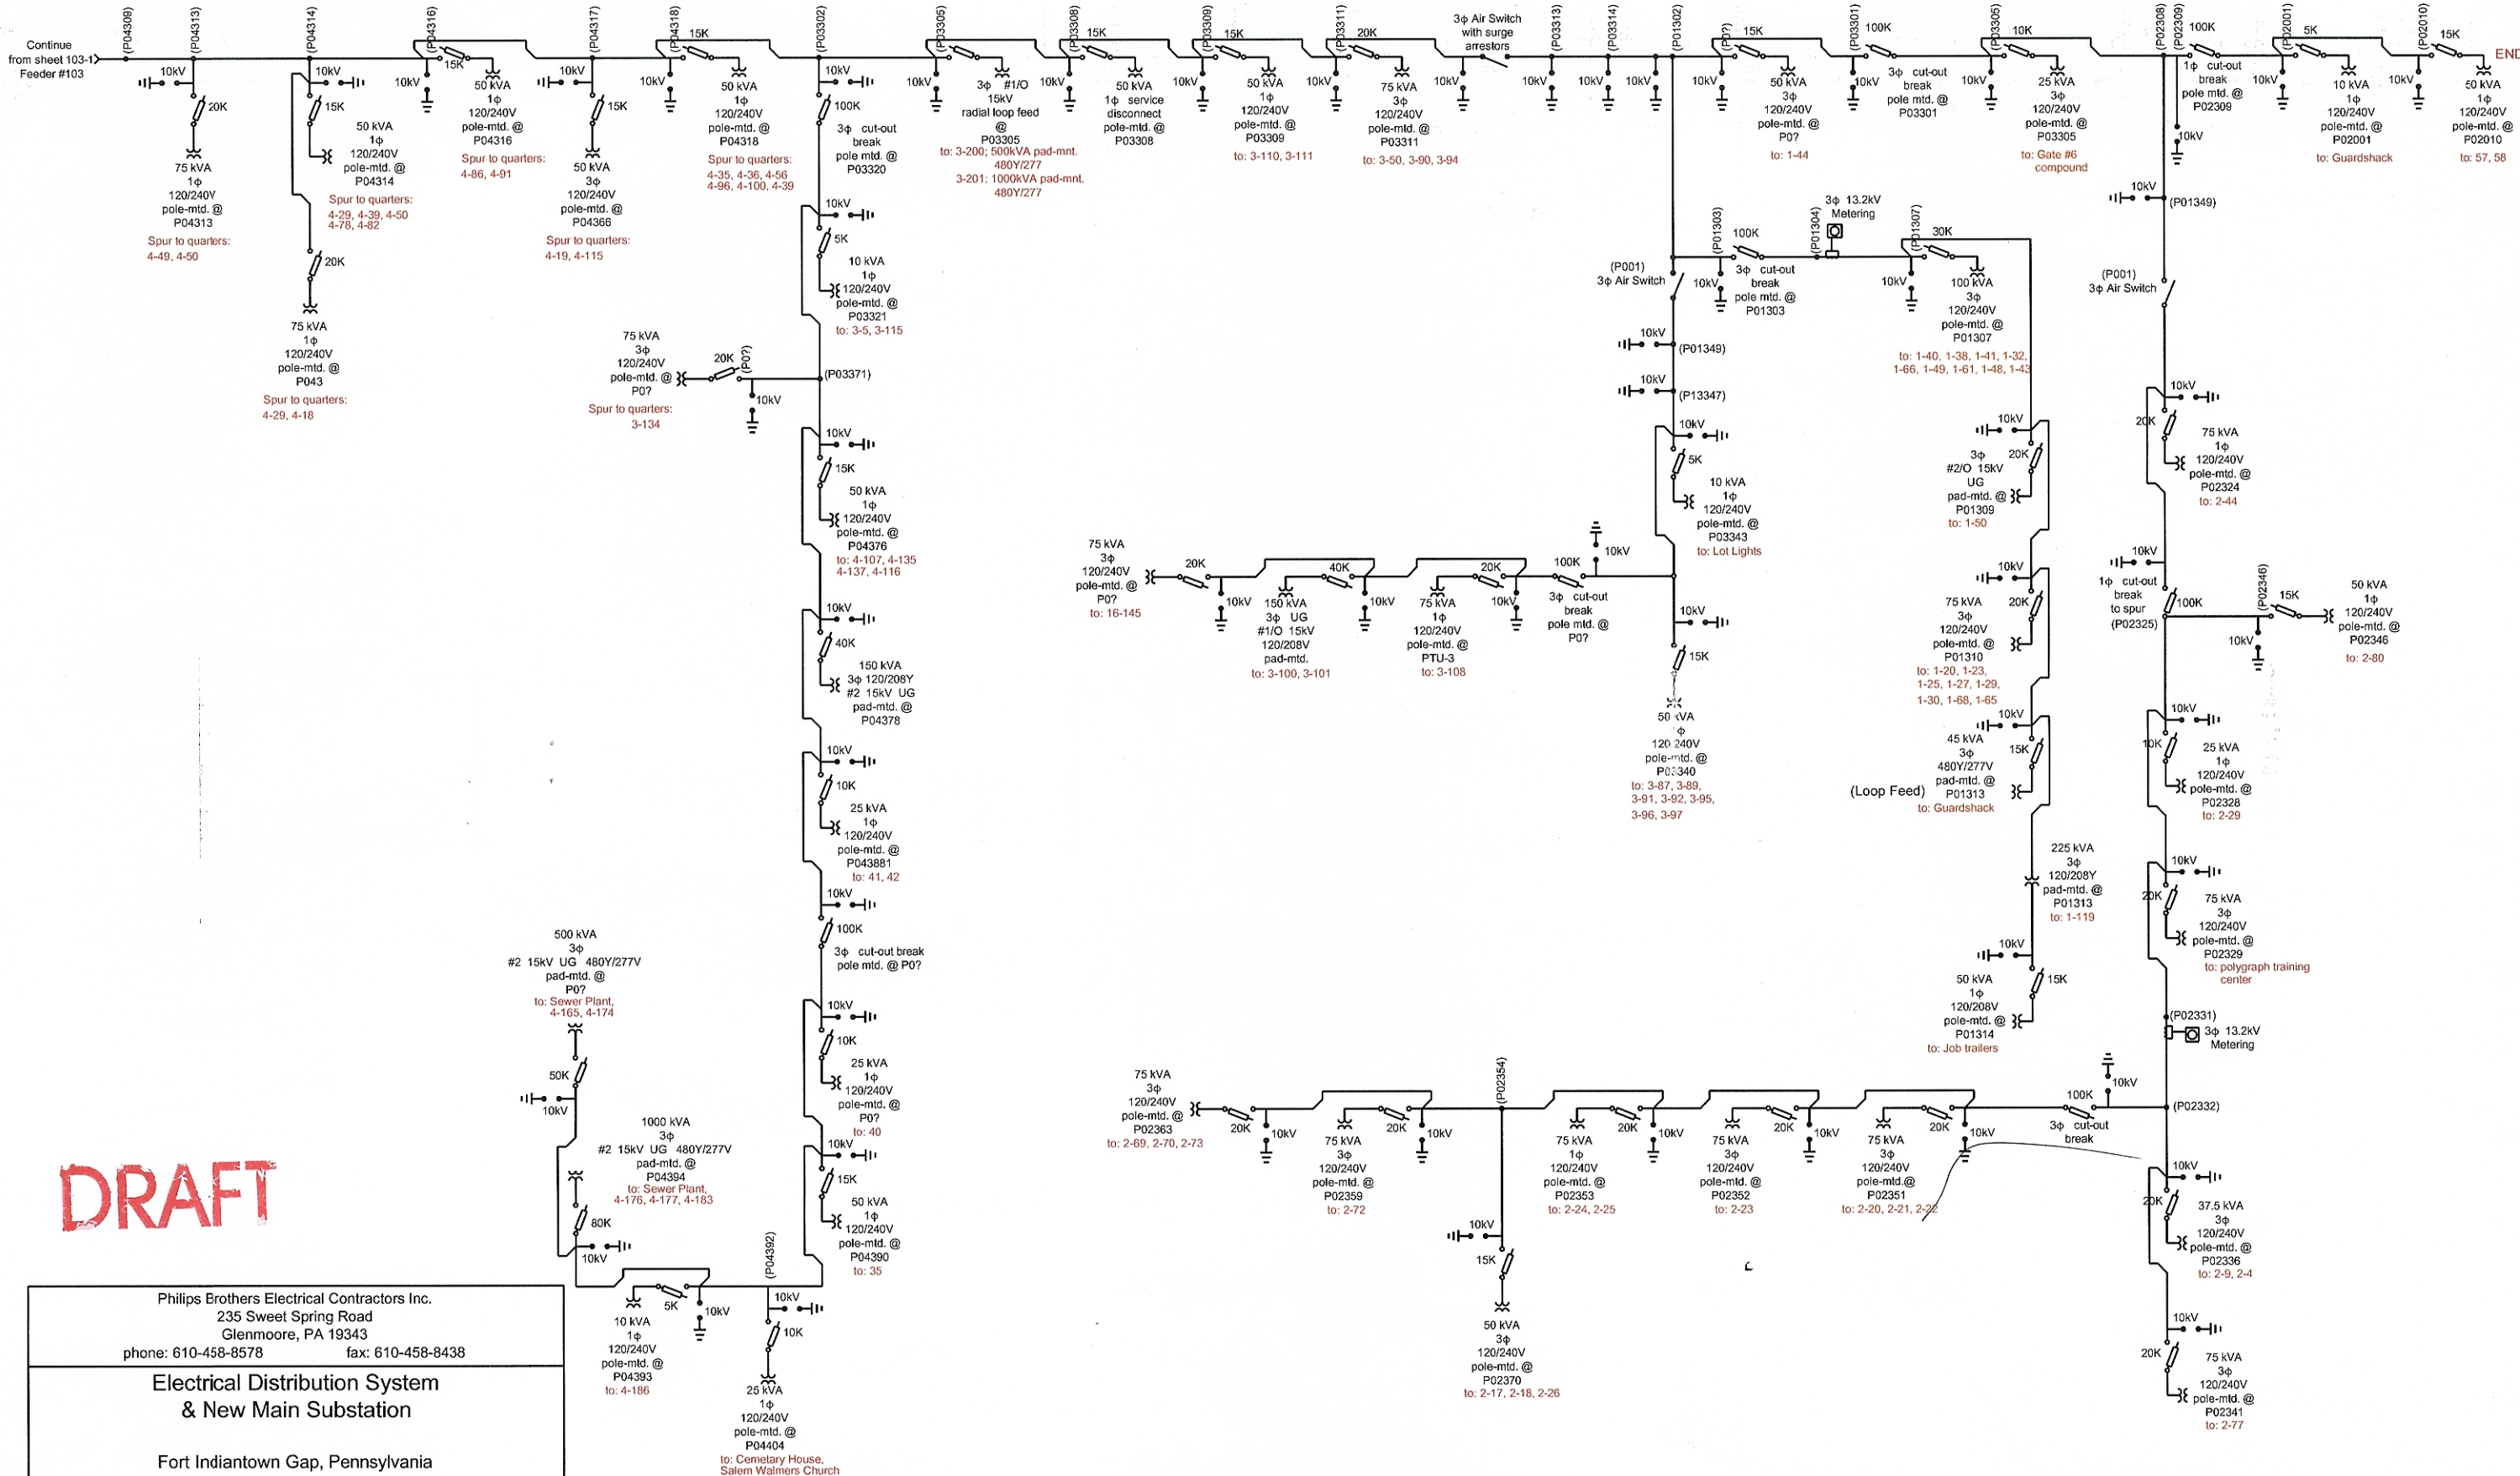 Continue
from sheet 103-1
Feeder #103
(P04309)
(P04313)
10kV
20K
75 kVA
1ϕ
120/240V
pole-mtd. @
P04313
Spur to quarters:
4-49, 4-50
(P04314)
10kV
15K
50 kVA
1ϕ
120/240V
pole-mtd. @
P04314
Spur to quarters:
4-29, 4-39, 4-50
4-78, 4-82
20K
75 kVA
1ϕ
120/240V
pole-mtd. @
P043
Spur to quarters:
4-29, 4-18
(P04316)
10kV
15K
50 kVA
1ϕ
120/240V
pole-mtd. @
P04316
Spur to quarters:
4-86, 4-91
(P04317)
10kV
15K
50 kVA
3ϕ
120/240V
pole-mtd. @
P04366
Spur to quarters:
4-19, 4-115
(P04318)
10kV
15K
50 kVA
1ϕ
120/240V
pole-mtd. @
P04318
Spur to quarters:
4-35, 4-36, 4-56
4-96, 4-100, 4-39
(P03302)
10kV
100K
3ϕ cut-out
break
pole mtd. @
P03320
10kV
5K
10 kVA
1ϕ
120/240V
pole-mtd. @
P03321
to: 3-5, 3-115
75 kVA
3ϕ
120/240V
pole-mtd. @
P0?
Spur to quarters:
3-134
20K
(P0?)
10kV
(P03371)
10kV
15K
50 kVA
1ϕ
120/240V
pole-mtd. @
P04376
to: 4-107, 4-135
4-137, 4-116
10kV
40K
150 kVA
3ϕ 120/208Y
#2 15kV UG
pad-mtd. @
P04378
10kV
10K
25 kVA
1ϕ
120/240V
pole-mtd. @
P043881
to: 41, 42
10kV
100K
3ϕ cut-out break
pole mtd. @ P0?
10kV
10K
25 kVA
1ϕ
120/240V
pole-mtd. @
P0?
to: 40
10kV
15K
50 kVA
1ϕ
120/240V
pole-mtd. @
P04390
to: 35
500 kVA
3ϕ
#2 15kV UG 480Y/277V
pad-mtd. @
P0?
to: Sewer Plant,
4-165, 4-174
50K
10kV
1000 kVA
3ϕ
#2 15kV UG 480Y/277V
pad-mtd. @
P04394
to: Sewer Plant,
4-176, 4-177, 4-183
80K
10kV
5K
10kV
10 kVA
1ϕ
120/240V
pole-mtd. @
P04393
to: 4-186
(P04392)
10kV
10K
25 kVA
1ϕ
120/240V
pole-mtd. @
P04404
to: Cemetary House,
Salem Walmers Church
(P03305)
10kV
15K
3ϕ #1/O
15kV
radial loop feed
@
P03305
to: 3-200; 500kVA pad-mnt.
480Y/277
3-201; 1000kVA pad-mnt.
480Y/277
(P03308)
10kV
15K
50 kVA
1ϕ service
disconnect
pole-mtd. @
P03308
(P03309)
10kV
15K
50 kVA
1ϕ
120/240V
pole-mtd. @
P03309
to: 3-110, 3-111
(P03311)
10kV
20K
75 kVA
3ϕ
120/240V
pole-mtd. @
P03311
to: 3-50, 3-90, 3-94
3ϕ Air Switch
with surge
arrestors
10kV
(P03313)
10kV
(P03314)
10kV
10kV
(P01302)
(P0?)
10kV
15K
50 kVA
3ϕ
120/240V
pole-mtd. @
P0?
to: 1-44
(P03301)
10kV
100K
3ϕ cut-out
break
pole mtd. @
P03301
(P03306)
10kV
10K
25 kVA
3ϕ
120/240V
pole-mtd. @
P03305
to: Gate #6
compound
(P02308)
(P02309)
100K
1ϕ cut-out
break
pole mtd. @
P02309
10kV
(P02001)
10kV
5K
10 kVA
1ϕ
120/240V
pole-mtd. @
P02001
to: Guardshack
(P02010)
10kV
15K
50 kVA
1ϕ
120/240V
pole-mtd. @
P02010
to: 57, 58
END
(P01303)
100K
10kV
3ϕ cut-out
break
pole mtd. @
P01303
(P01304)
3ϕ 13.2kV
Metering
(P01307)
30K
10kV
100 kVA
3ϕ
120/240V
pole-mtd. @
P01307
to: 1-40, 1-38, 1-41, 1-32,
1-66, 1-49, 1-61, 1-48, 1-43
(P001)
3ϕ Air Switch
10kV
(P01349)
10kV
(P13347)
10kV
5K
10 kVA
1ϕ
120/240V
pole-mtd. @
P03343
to: Lot Lights
75 kVA
3ϕ
120/240V
pole-mtd. @
P0?
to: 16-145
20K
10kV
40K
10kV
150 kVA
3ϕ UG
#1/O 15kV
120/208V
pad-mtd.
to: 3-100, 3-101
20K
10kV
75 kVA
1ϕ
120/240V
pole-mtd. @
PTU-3
to: 3-108
100K
10kV
3ϕ cut-out
break
pole mtd. @
P0?
10kV
15K
50 kVA
ϕ
120 240V
pole-mtd. @
to: 3-87, 3-89,
3-91, 3-92, 3-95,
3-96, 3-97
10kV
20K
3ϕ
#2/O 15kV
UG
pad-mtd. @
P01309
to: 1-50
10kV
20K
75 kVA
3ϕ
120/240V
pole-mtd. @
P01310
to: 1-20, 1-23,
1-25, 1-27, 1-29,
1-30, 1-68, 1-65
10kV
15K
45 kVA
3ϕ
480Y/277V
pad-mtd. @
P01313
(Loop Feed)
to: Guardshack
225 kVA
3ϕ
120/208Y
pad-mtd. @
P01313
to: 1-119
10kV
15K
50 kVA
1ϕ
120/208V
pole-mtd. @
P01314
to: Job trailers
10kV
(P01349)
(P001)
3ϕ Air Switch
10kV
20K
75 kVA
1ϕ
120/240V
pole-mtd. @
P02324
to: 2-44
10kV
1ϕ cut-out
break
to spur
(P02325)
100K
(P02346)
15K
10kV
50 kVA
1ϕ
120/240V
pole-mtd. @
P02346
to: 2-80
10kV
10K
25 kVA
1ϕ
120/240V
pole-mtd. @
P02328
to: 2-29
10kV
20K
75 kVA
3ϕ
120/240V
pole-mtd. @
P02329
to: polygraph training
center
(P02331)
3ϕ 13.2kV
Metering
(P02332)
10kV
100K
3ϕ cut-out
break
75 kVA
3ϕ
120/240V
pole-mtd. @
P02363
to: 2-69, 2-70, 2-73
20K
10kV
20K
10kV
75 kVA
3ϕ
120/240V
pole-mtd.@
P02359
to: 2-72
(P02354)
10kV
15K
50 kVA
3ϕ
120/240V
pole-mtd. @
P02370
to: 2-17, 2-18, 2-26
20K
10kV
75 kVA
1ϕ
120/240V
pole-mtd. @
P02353
to: 2-24, 2-25
20K
10kV
75 kVA
3ϕ
120/240V
pole-mtd.@
P02352
to: 2-23
20K
10kV
75 kVA
3ϕ
120/240V
pole-mtd.@
P02351
to: 2-20, 2-21, 2-22
10kV
20K
37.5 kVA
3ϕ
120/240V
pole-mtd. @
P02336
to: 2-9, 2-4
10kV
20K
75 kVA
3ϕ
120/240V
pole-mtd. @
P02341
to: 2-77
DRAFT
Philips Brothers Electrical Contractors Inc.
235 Sweet Spring Road
Glenmoore, PA 19343
phone: 610-458-8578 fax: 610-458-8438
Electrical Distribution System
& New Main Substation
Fort Indiantown Gap, Pennsylvania